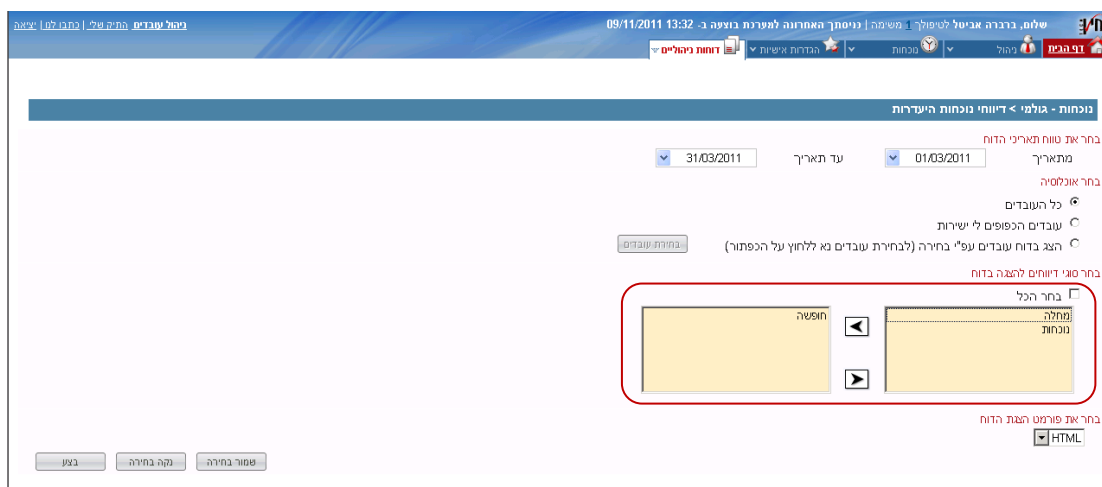 שלום, ברברה אביטל לטיפולך 1 משימה | כניסתך האחרונה למערכת בוצעה ב- 09/11/2011 13:32
ניהול עובדים | התיק שלי | כתבו לנו | יציאה
דף הבית | ניהול | נוכחות | הגדרות אישיות | דוחות ניהוליים
נוכחות - גולמי > דיווחי נוכחות היעדרות
בחר את טווח תאריכי הדוח
מתאריך 01/03/2011 עד תאריך 31/03/2011
בחר אוכלוסיה
כל העובדים
עובדים הכפופים לי ישירות
הצג בדוח עובדים עפ"י בחירה (לבחירת עובדים נא ללחוץ על הכפתור) בחירת עובדים
בחר סוגי דיווחים להצגה בדוח
בחר הכל
מחלה חופשה
נוכחות
בחר את פורמט הצגת הדוח
HTML
שמור בחירה נקה בחירה בצע